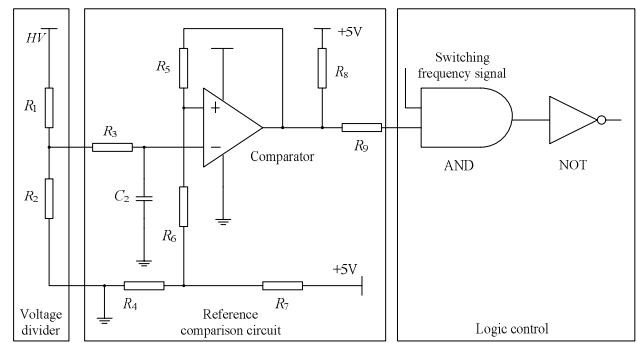 HV
R1
R2
Voltage
divider
+5V
R5
R8
R3
+
−
Comparator
R9
C2
R6
+5V
R4
R7
Reference
comparison circuit
Switching
frequency signal
AND
NOT
Logic control